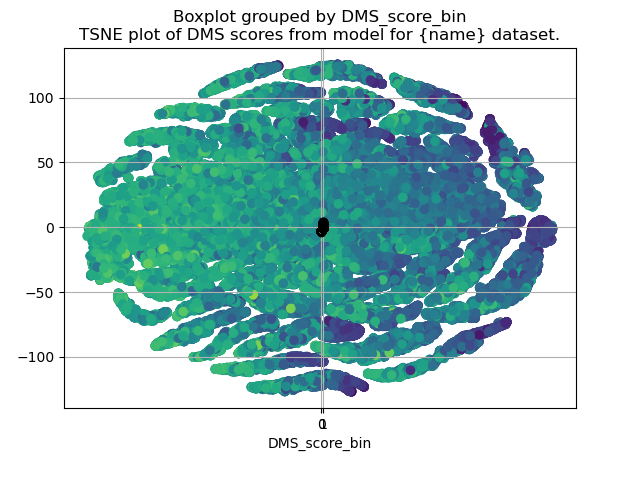 Boxplot grouped by DMS_score_bin
TSNE plot of DMS scores from model for {name} dataset.
100
50
0
−50
−100
0 1
DMS_score_bin